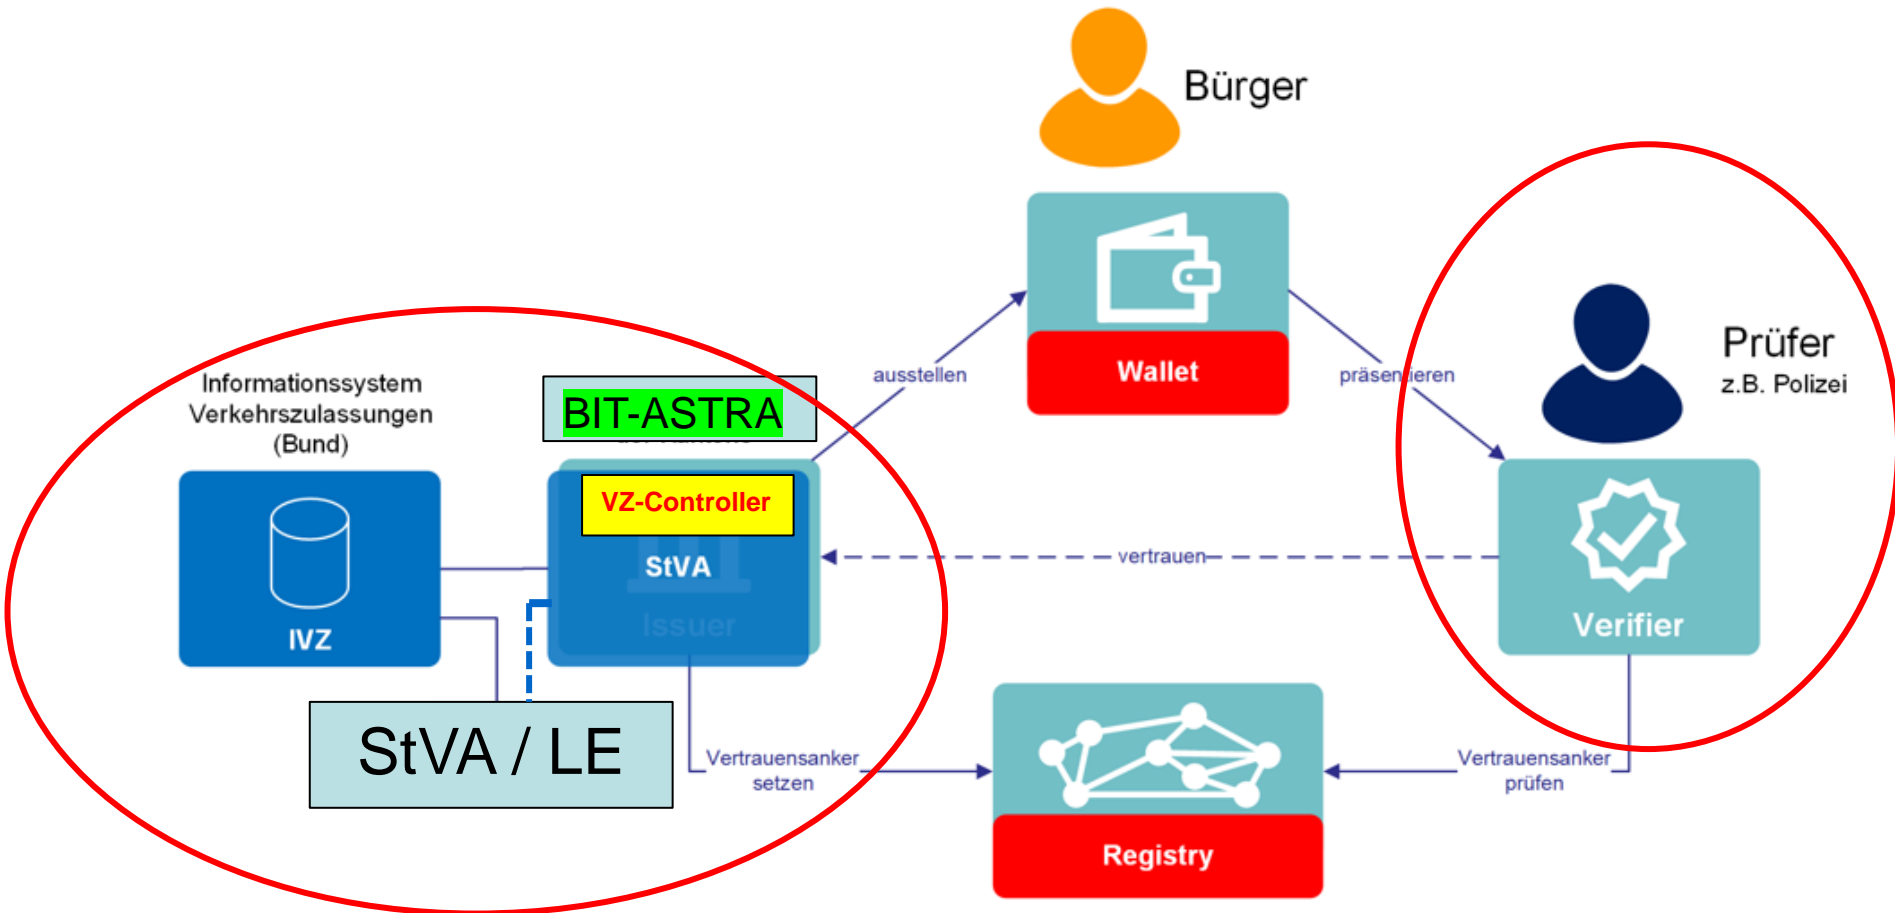 Bürger
Wallet
ausstellen
präsentieren
Prüfer
z.B. Polizei
Informationssystem
Verkehrszulassungen
(Bund)
BIT-ASTRA
VZ-Controller
StVA
Issuer
IVZ
vertrauen
Verifier
StVA / LE
Vertrauensanker
setzen
Vertrauensanker
prüfen
Registry